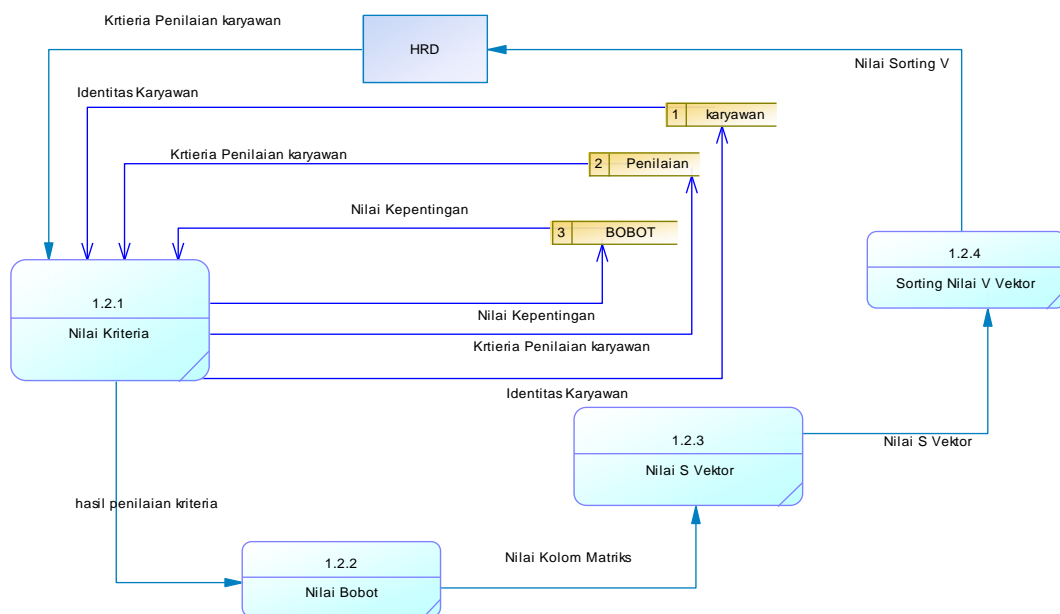 Krtieria Penilaian karyawan
HRD
Nilai Sorting V
Identitas Karyawan
1 karyawan
Krtieria Penilaian karyawan
2 Penilaian
Nilai Kepentingan
3 BOBOT
1.2.4
Sorting Nilai V Vektor
1.2.1
Nilai Kriteria
Nilai Kepentingan
Krtieria Penilaian karyawan
Identitas Karyawan
1.2.3
Nilai S Vektor
Nilai S Vektor
hasil penilaian kriteria
Nilai Kolom Matriks
1.2.2
Nilai Bobot